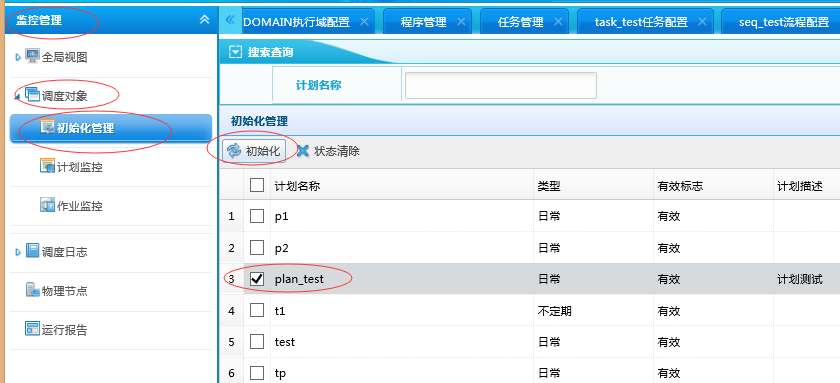 监控管理
全局视图
调度对象
初始化管理
计划监控
作业监控
调度日志
物理节点
运行报告
DOMAIN执行域配置 程序管理 任务管理 task_test任务配置 seq_test流程配置
搜索查询
计划名称
初始化管理
初始化 状态清除
计划名称 类型 有效标志 计划描述
1 p1 日常 有效
2 p2 日常 有效
3 plan_test 日常 有效 计划测试
4 t1 不定期 有效
5 test 日常 有效
6 tp 日常 有效